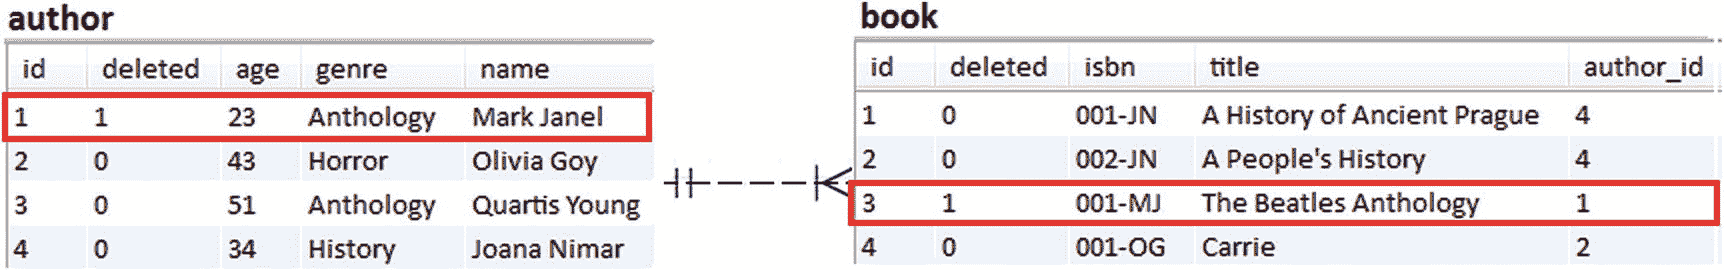 author
id deleted age genre name
1 1 23 Anthology Mark Janel
2 0 43 Horror Olivia Goy
3 0 51 Anthology Quartis Young
4 0 34 History Joana Nimar
book
id deleted isbn title author_id
1 0 001-JN A History of Ancient Prague 4
2 0 002-JN A People's History 4
3 1 001-MJ The Beatles Anthology 1
4 0 001-OG Carrie 2